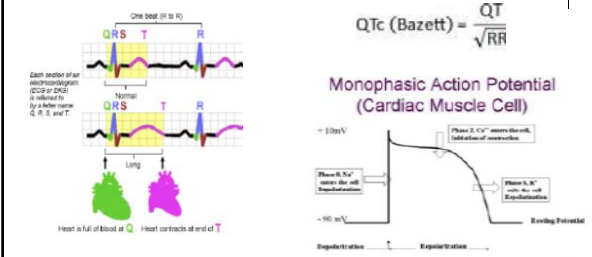 One beat (R to R)
Q R S T R
Each section of an
electrocardiogram
(ECG or EKG)
is referred to
by a letter name
Q, R, S, and T.
Normal
Q R S T R
Long
Heart is full of blood at Q. Heart contracts at end of T
QTc (Bazett) = QT
√RR
Monophasic Action Potential
(Cardiac Muscle Cell)
+ 10mV
Phase 2, Ca++ enters the cell,
Initiation of contraction
Phase 0, Na+
enters the cell
Depolarization
Phase 3, K+
exits the cell
Repolarization
- 90 mV
Resting Potential
Depolarization
Repolarization